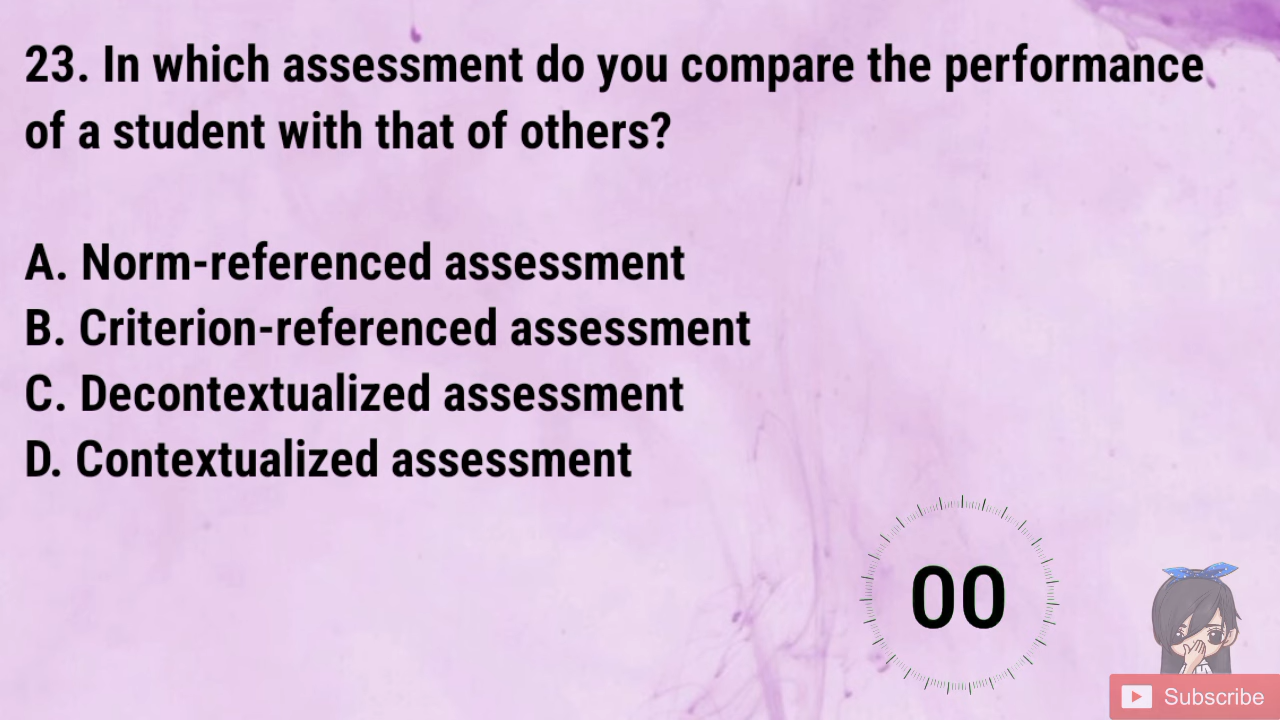 23. In which assessment do you compare the performance
of a student with that of others?
A. Norm-referenced assessment
B. Criterion-referenced assessment
C. Decontextualized assessment
D. Contextualized assessment
00
Subscribe